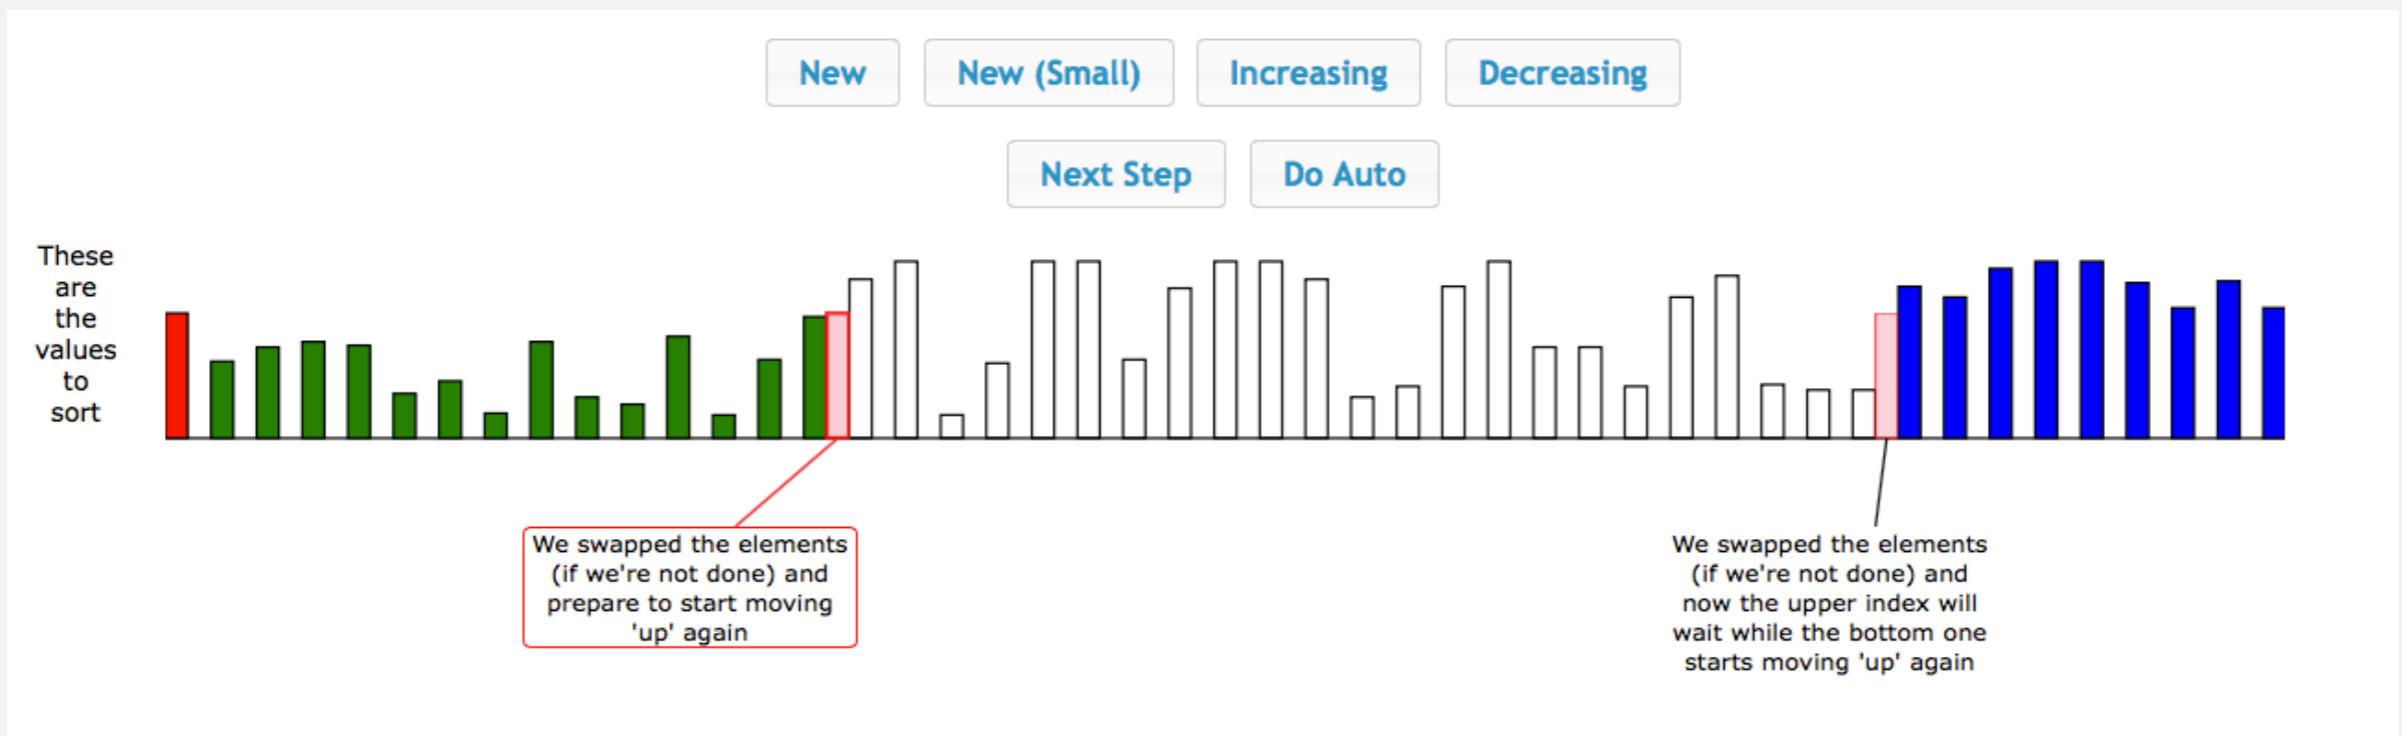 New New (Small) Increasing Decreasing
Next Step Do Auto
These
are
the
values
to
sort
We swapped the elements
(if we're not done) and
prepare to start moving
'up' again
We swapped the elements
(if we're not done) and
now the upper index will
wait while the bottom one
starts moving 'up' again